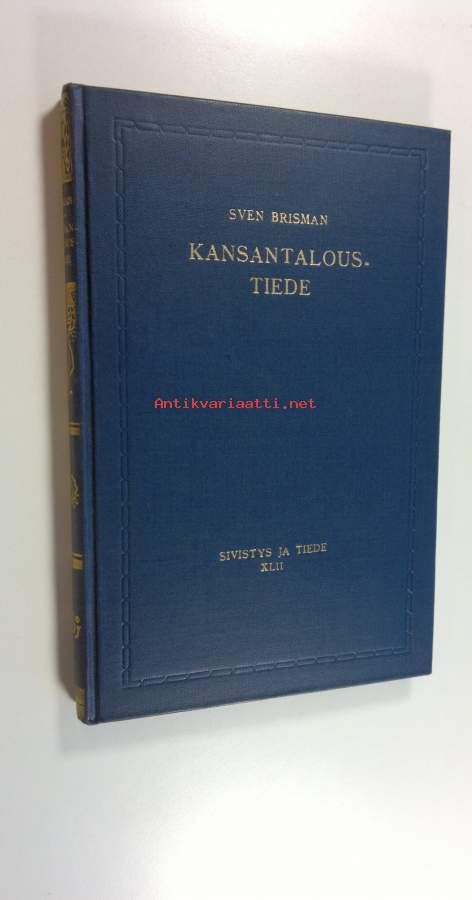 SVEN BRISMAN
KANSANTALOUS-
TIEDE
Antikvariaatti.net
SIVISTYS JA TIEDE
XLII